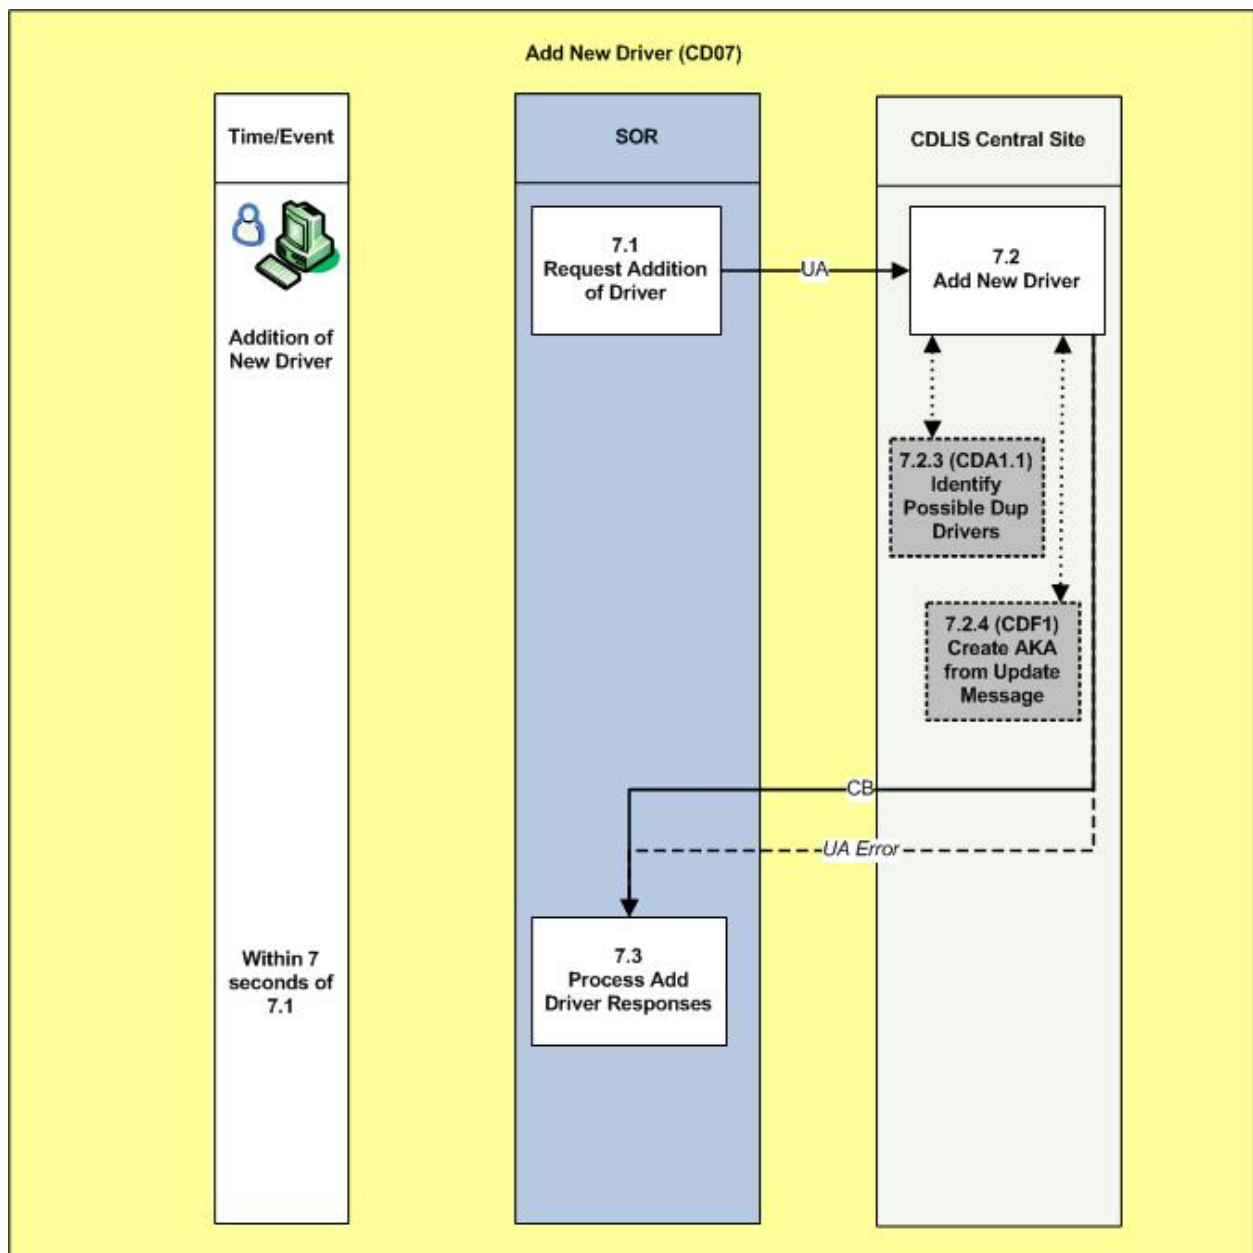 Add New Driver (CD07)
Time/Event
SOR
CDLIS Central Site
7.1
Request Addition
of Driver
UA
7.2
Add New Driver
Addition of
New Driver
7.2.3 (CDA1.1)
Identify
Possible Dup
Drivers
7.2.4 (CDF1)
Create AKA
from Update
Message
CB
UA Error
Within 7
seconds of
7.1
7.3
Process Add
Driver Responses